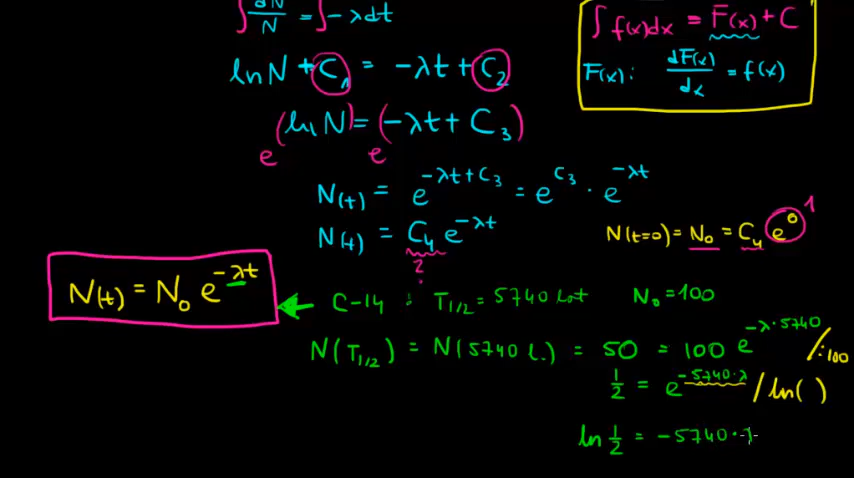 ∫ dN/N = ∫ -λdt
∫ f(x)dx = F(x) + C
F(x): dF(x)/dx = f(x)
ln N + C₁ = -λt + C₂
e^(ln N) = e^(-λt + C₃)
N(t) = e^(-λt+C₃) = e^(C₃) · e^(-λt)
N(t) = C₄ e^(-λt)
?
N(t=0) = N₀ = C₄ e⁰ 1
N(t) = N₀ e^(-λt)
C-14 : T₁/₂ = 5740 lat N₀ = 100
N(T₁/₂) = N(5740 l.) = 50 = 100 e^(-λ·5740) /:100
1/2 = e^(-5740·λ) / ln( )
ln 1/2 = -5740·